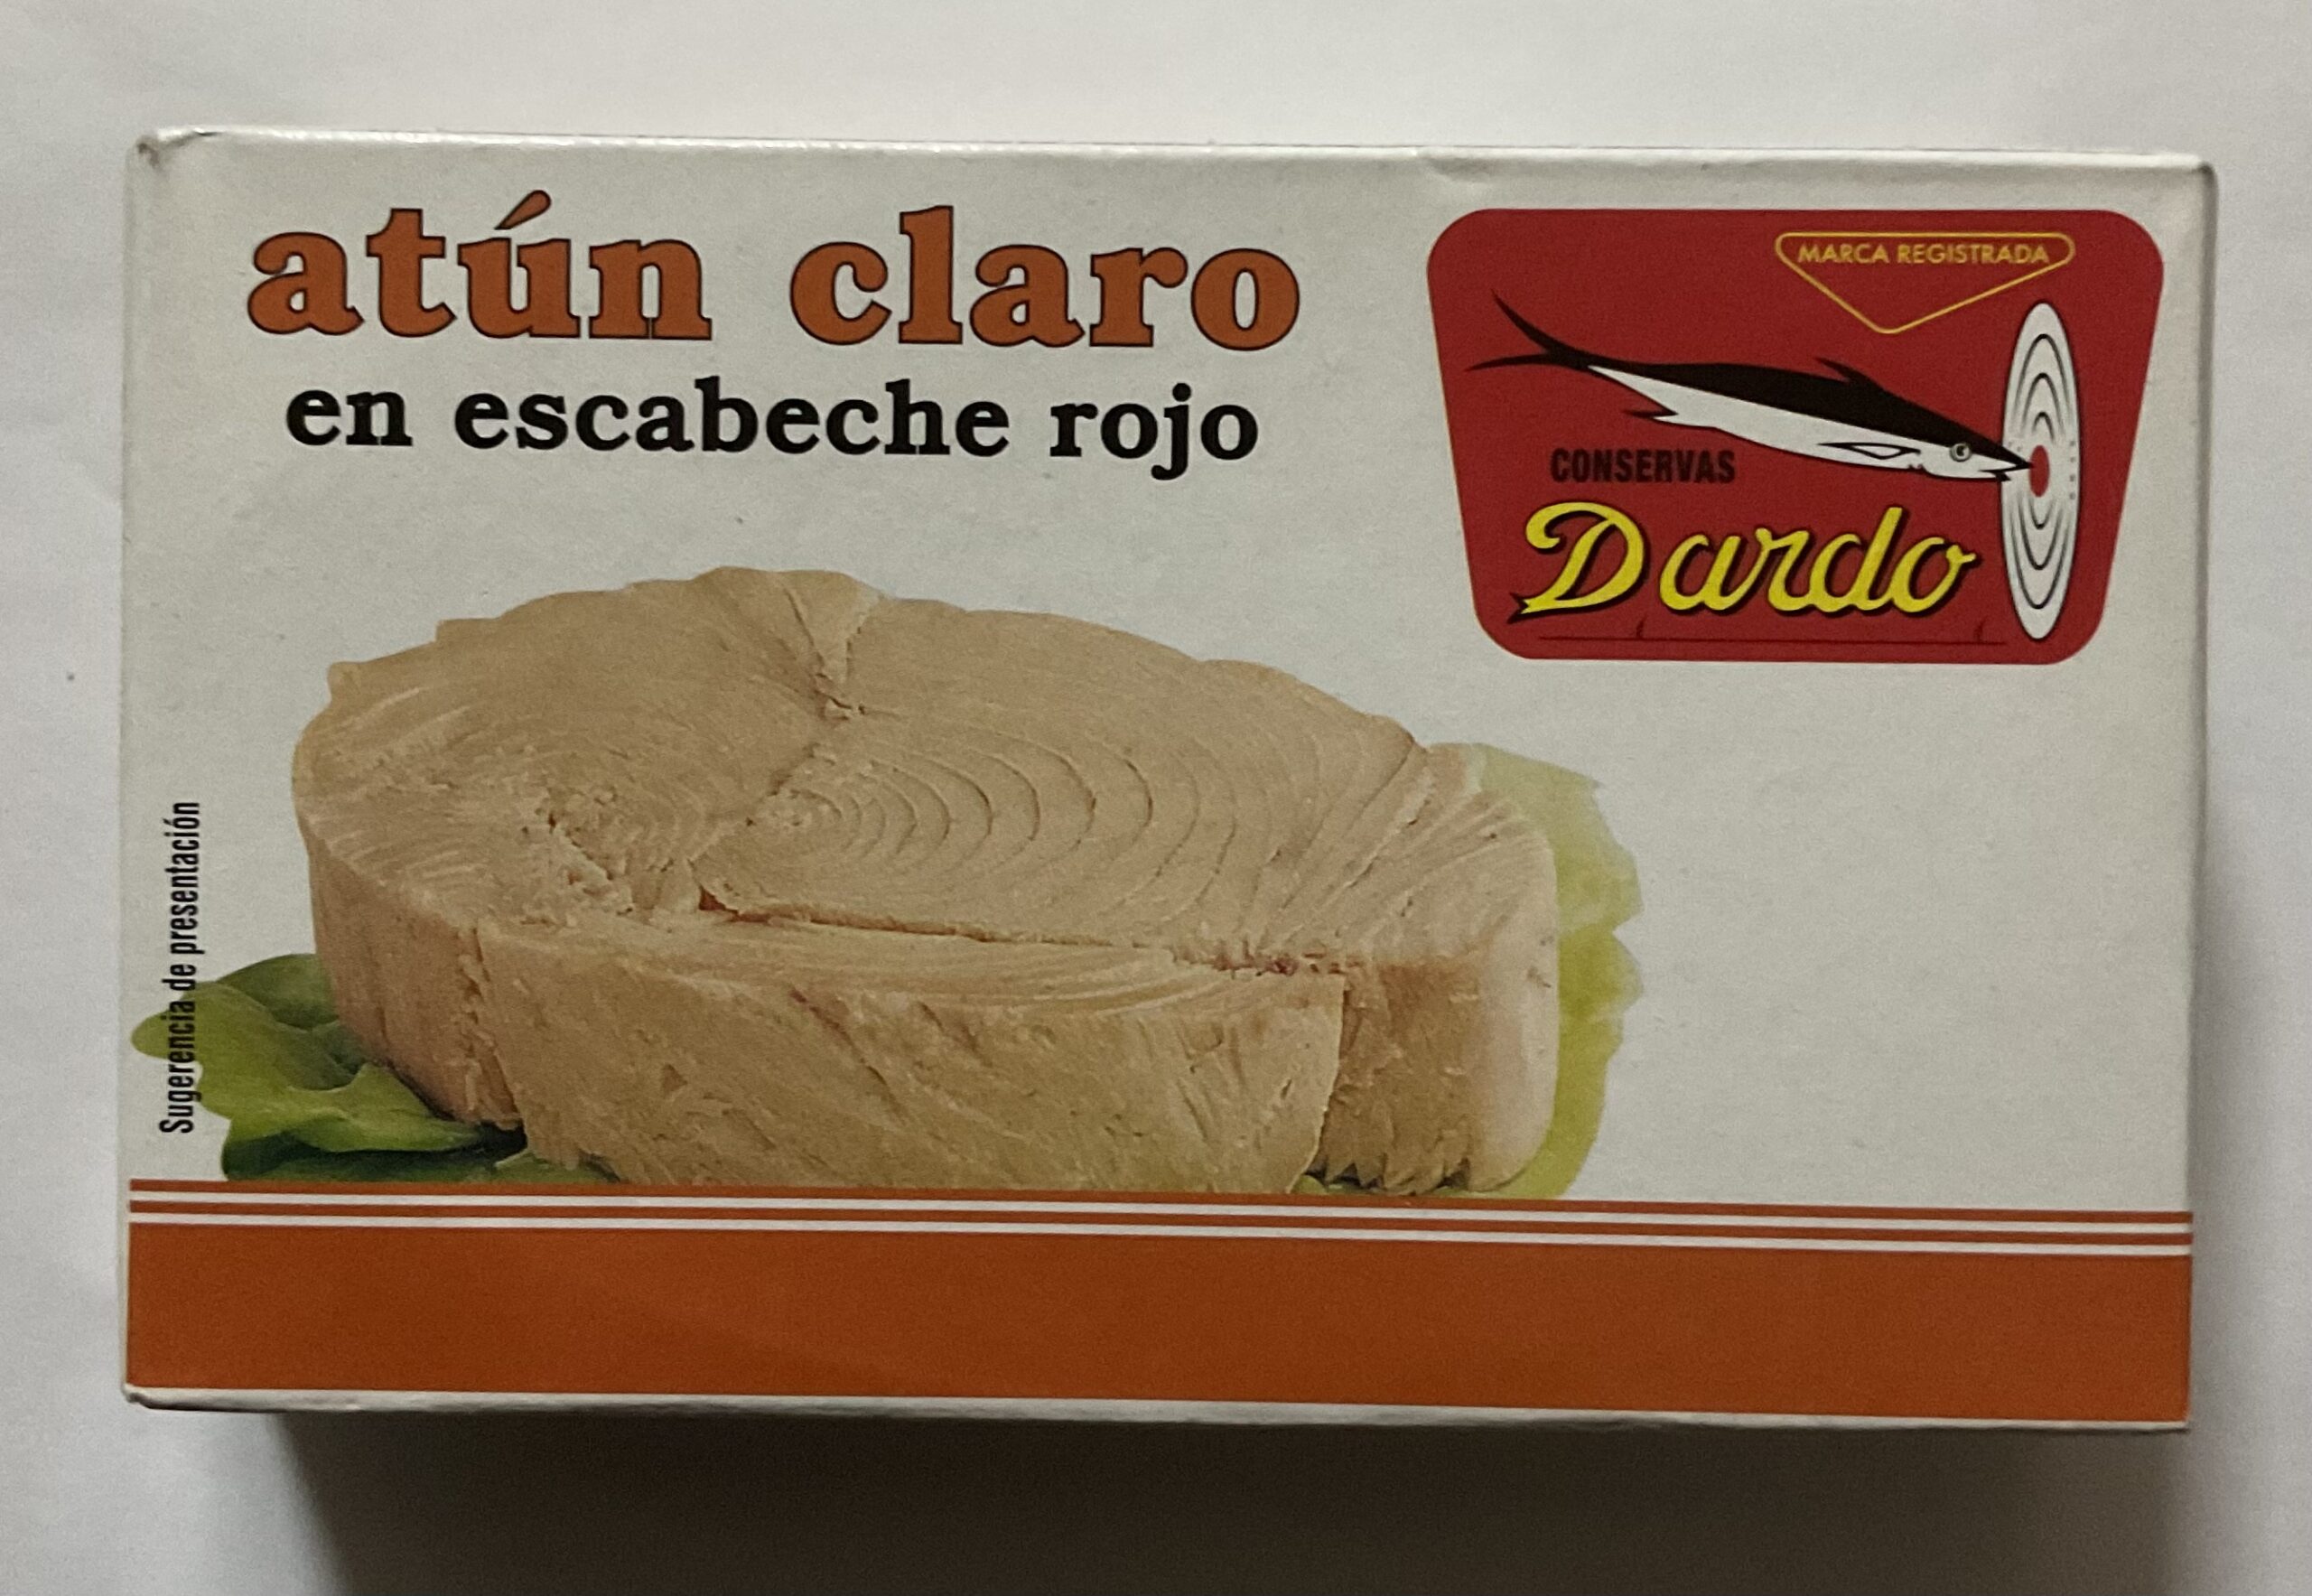 atún claro
en escabeche rojo
MARCA REGISTRADA
CONSERVAS
Dardo
Sugerencia de presentación